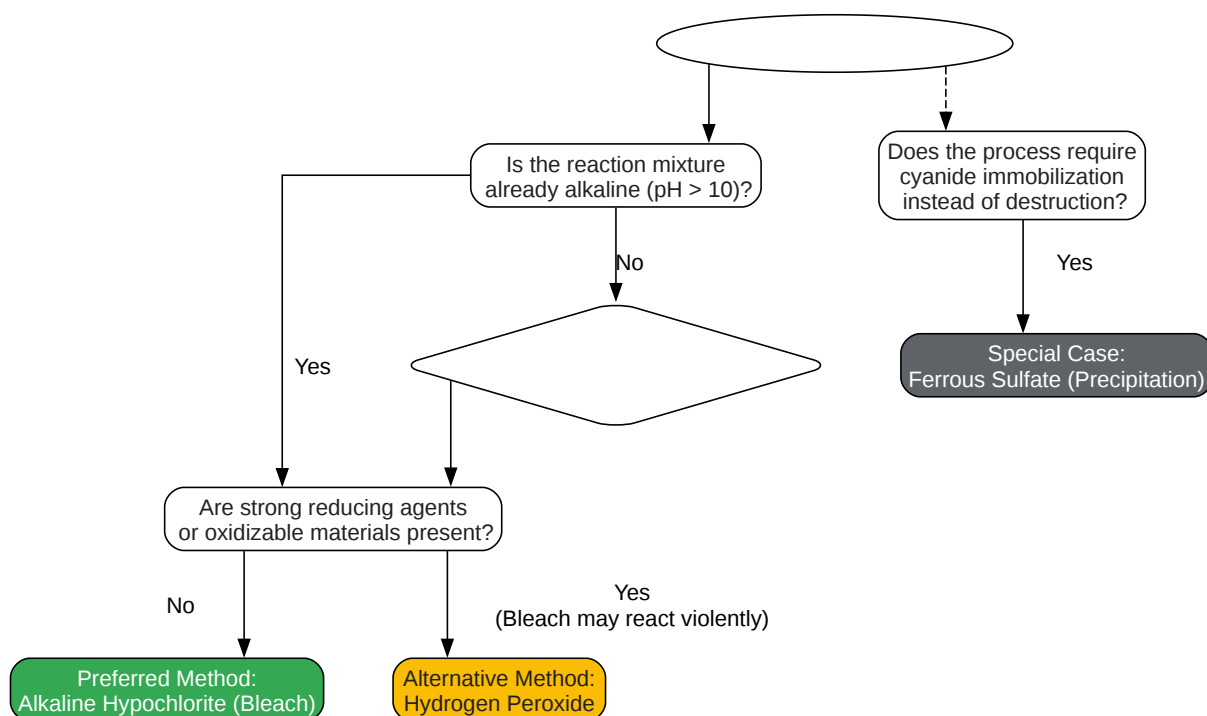 Is the reaction mixture
already alkaline (pH > 10)?
Does the process require
cyanide immobilization
instead of destruction?
No
Yes
Yes
Special Case:
Ferrous Sulfate (Precipitation)
Are strong reducing agents
or oxidizable materials present?
No
Yes
(Bleach may react violently)
Preferred Method:
Alkaline Hypochlorite (Bleach)
Alternative Method:
Hydrogen Peroxide